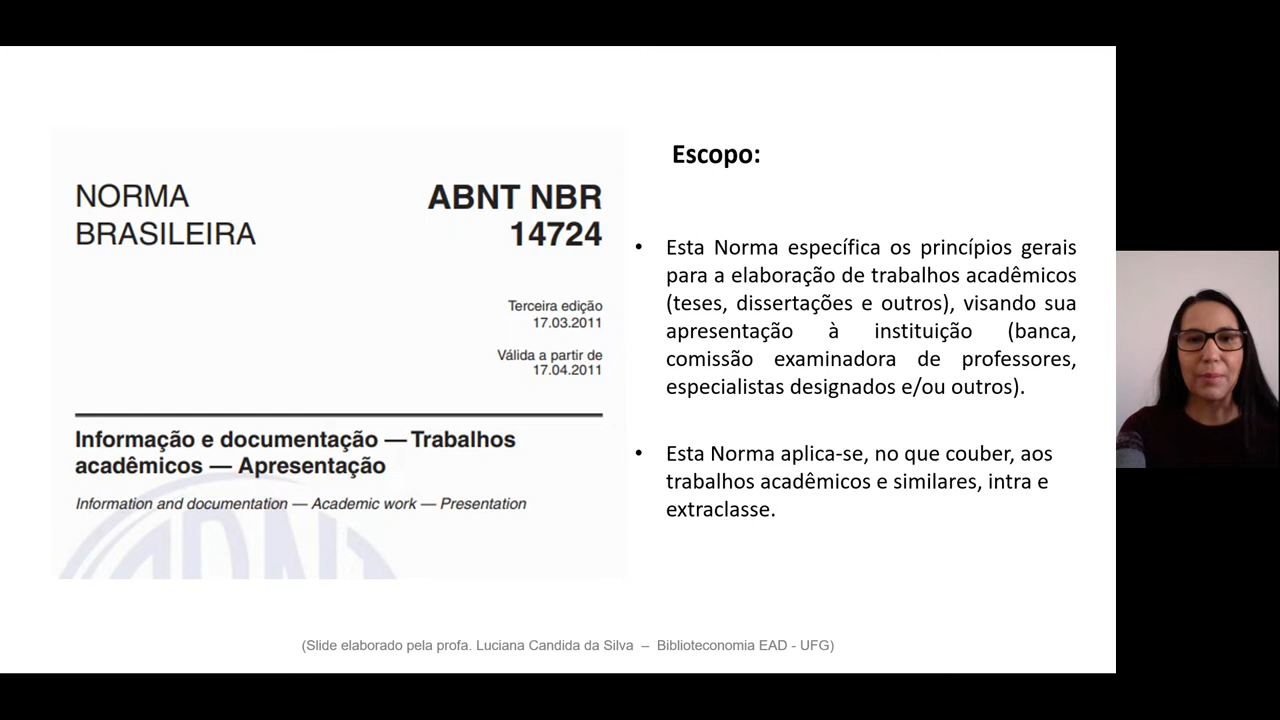 NORMA
BRASILEIRA
ABNT NBR
14724
Terceira edição
17.03.2011
Válida a partir de
17.04.2011
Informação e documentação — Trabalhos
acadêmicos — Apresentação
Information and documentation — Academic work — Presentation
Escopo:
• Esta Norma específica os princípios gerais
para a elaboração de trabalhos acadêmicos
(teses, dissertações e outros), visando sua
apresentação à instituição (banca,
comissão examinadora de professores,
especialistas designados e/ou outros).
• Esta Norma aplica-se, no que couber, aos
trabalhos acadêmicos e similares, intra e
extraclasse.
(Slide elaborado pela profa. Luciana Candida da Silva – Biblioteconomia EAD - UFG)